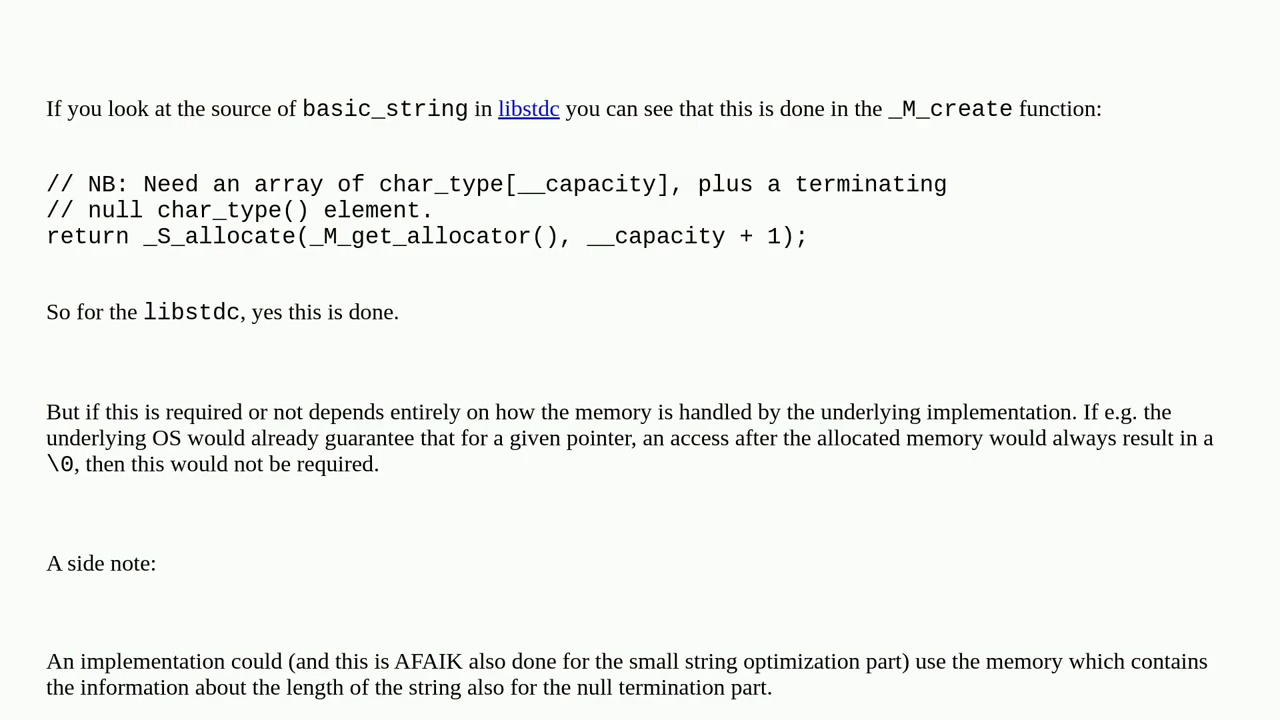 If you look at the source of basic_string in libstdc you can see that this is done in the _M_create function:
// NB: Need an array of char_type[__capacity], plus a terminating
// null char_type() element.
return _S_allocate(_M_get_allocator(), __capacity + 1);
So for the libstdc, yes this is done.
But if this is required or not depends entirely on how the memory is handled by the underlying implementation. If e.g. the
underlying OS would already guarantee that for a given pointer, an access after the allocated memory would always result in a
\0, then this would not be required.
A side note:
An implementation could (and this is AFAIK also done for the small string optimization part) use the memory which contains
the information about the length of the string also for the null termination part.